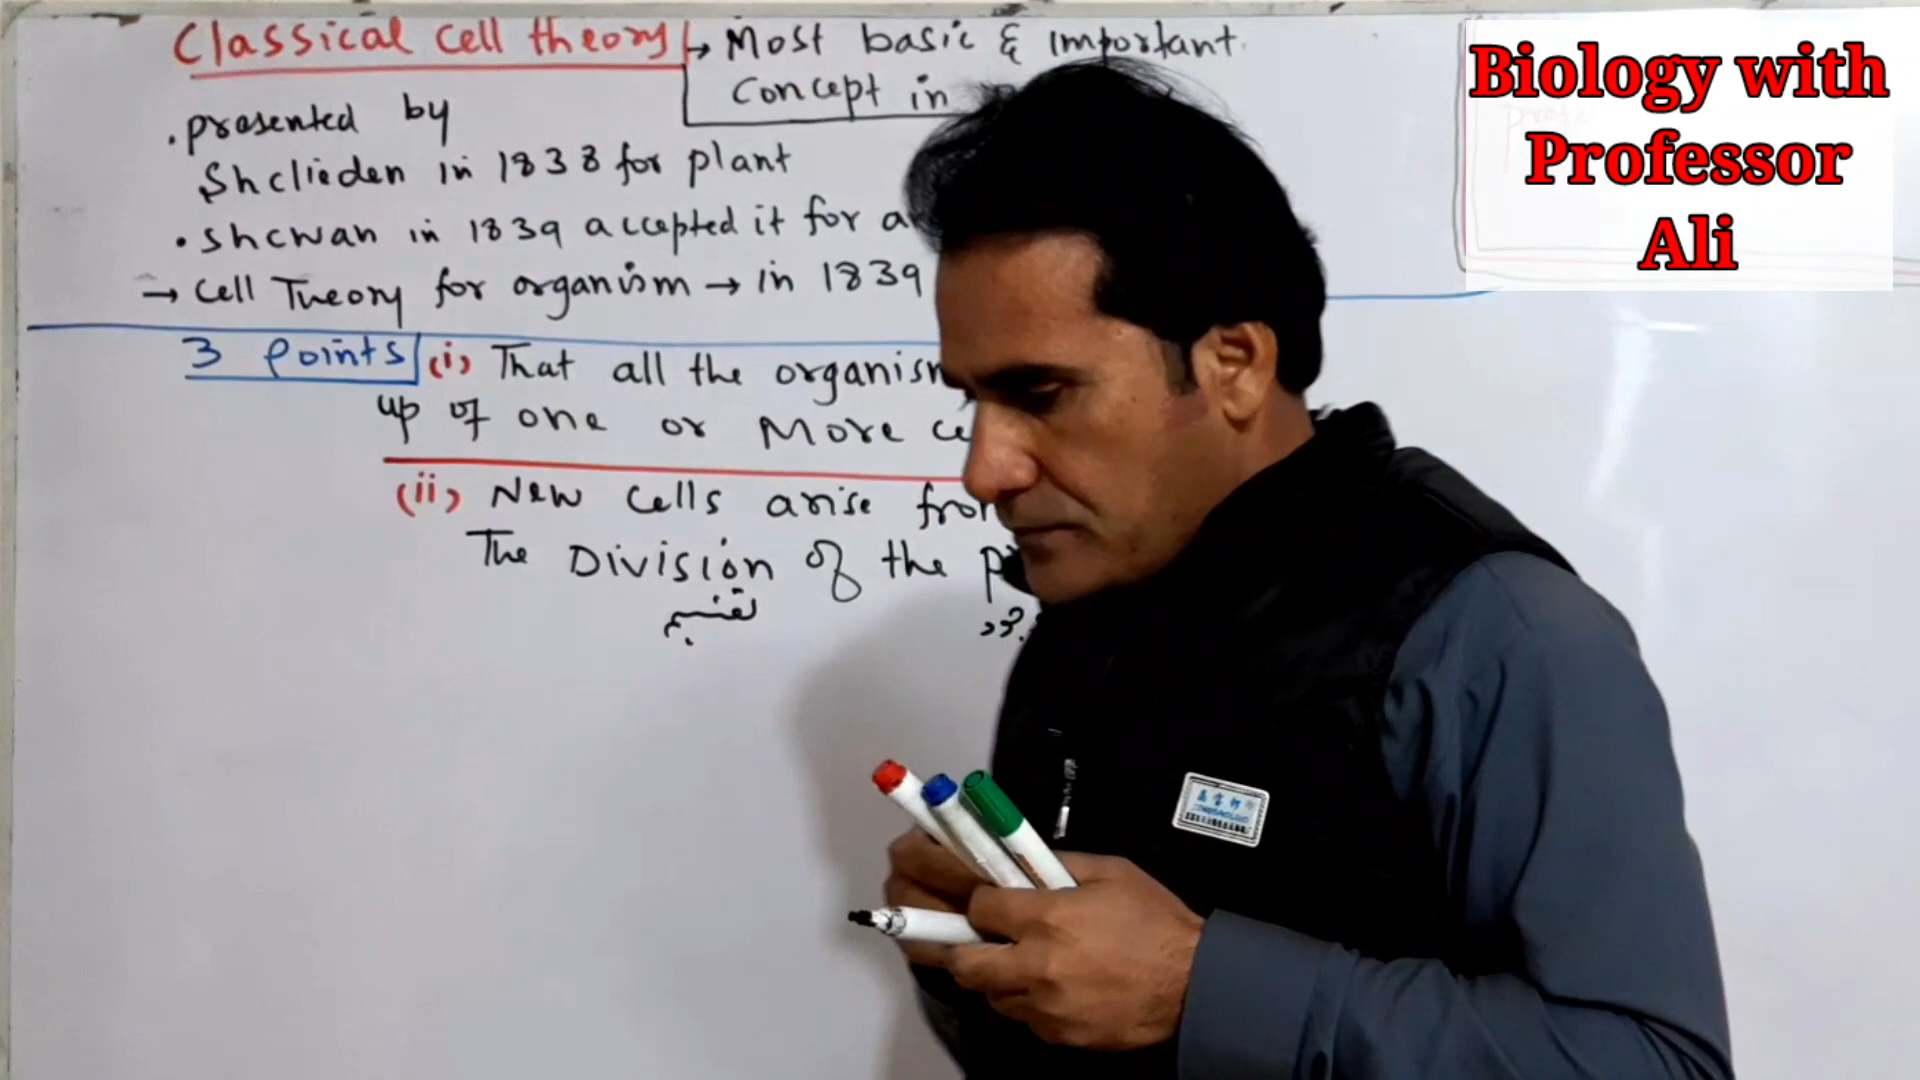 Classical cell theory → Most basic & important
concept in
. presented by
Shclieden in 1838 for plant
• shcwan in 1839 accepted it for a
→ Cell Theory for organism → in 1839
3 points (i) That all the organism
up of one or More ce
(ii) New cells arise from
The Division of the p
تقسیم
Biology with
Professor
Ali